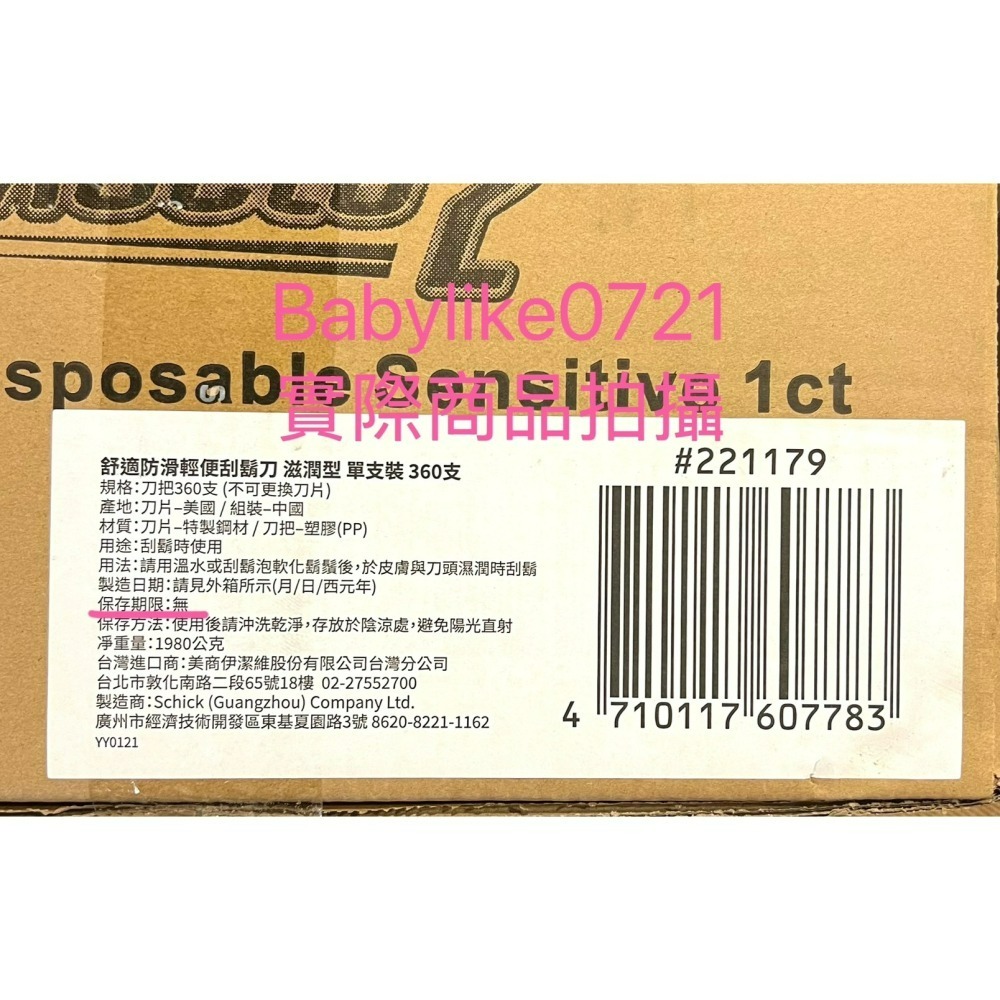 2
Babylike0721
sposable Sensitive 1ct
實際商品拍攝
舒適防滑輕便刮鬍刀 滋潤型 單支裝 360支
規格:刀把360支 (不可更換刀片)
產地:刀片–美國 / 組裝–中國
材質:刀片–特製鋼材 / 刀把–塑膠(PP)
用途:刮鬍時使用
用法:請用溫水或刮鬍泡軟化鬍鬚後,於皮膚與刀頭濕潤時刮鬍
製造日期:請見外箱所示(月/日/西元年)
保存期限:無
保存方法:使用後請沖洗乾淨,存放於陰涼處,避免陽光直射
淨重量:1980公克
台灣進口商:美商伊潔維股份有限公司台灣分公司
台北市敦化南路二段65號18樓 02-27552700
製造商:Schick (Guangzhou) Company Ltd.
廣州市經濟技術開發區東基夏園路3號 8620-8221-1162
YY0121
#221179
4 710117 607783